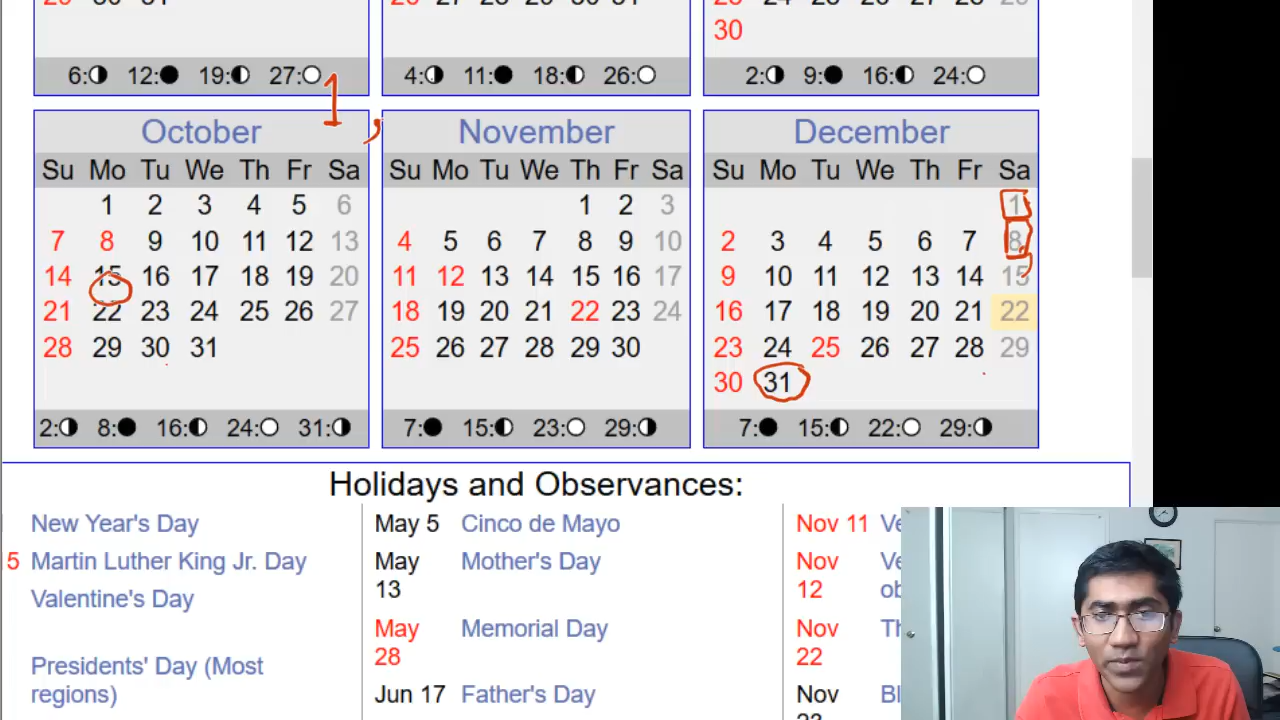 6: 12: 19: 27:
4: 11: 18: 26:
30
2: 9: 16: 24:
1,
October
Su Mo Tu We Th Fr Sa
1 2 3 4 5 6
7 8 9 10 11 12 13
14 15 16 17 18 19 20
21 22 23 24 25 26 27
28 29 30 31
2: 8: 16: 24: 31:
November
Su Mo Tu We Th Fr Sa
1 2 3
4 5 6 7 8 9 10
11 12 13 14 15 16 17
18 19 20 21 22 23 24
25 26 27 28 29 30
7: 15: 23: 29:
December
Su Mo Tu We Th Fr Sa
1
2 3 4 5 6 7 8
9 10 11 12 13 14 15
16 17 18 19 20 21 22
23 24 25 26 27 28 29
30 31
7: 15: 22: 29:
Holidays and Observances:
New Year's Day
5 Martin Luther King Jr. Day
Valentine's Day
Presidents' Day (Most
regions)
May 5 Cinco de Mayo
May
13 Mother's Day
May
28 Memorial Day
Jun 17 Father's Day
Nov 11
Nov
12
Nov
22
Nov